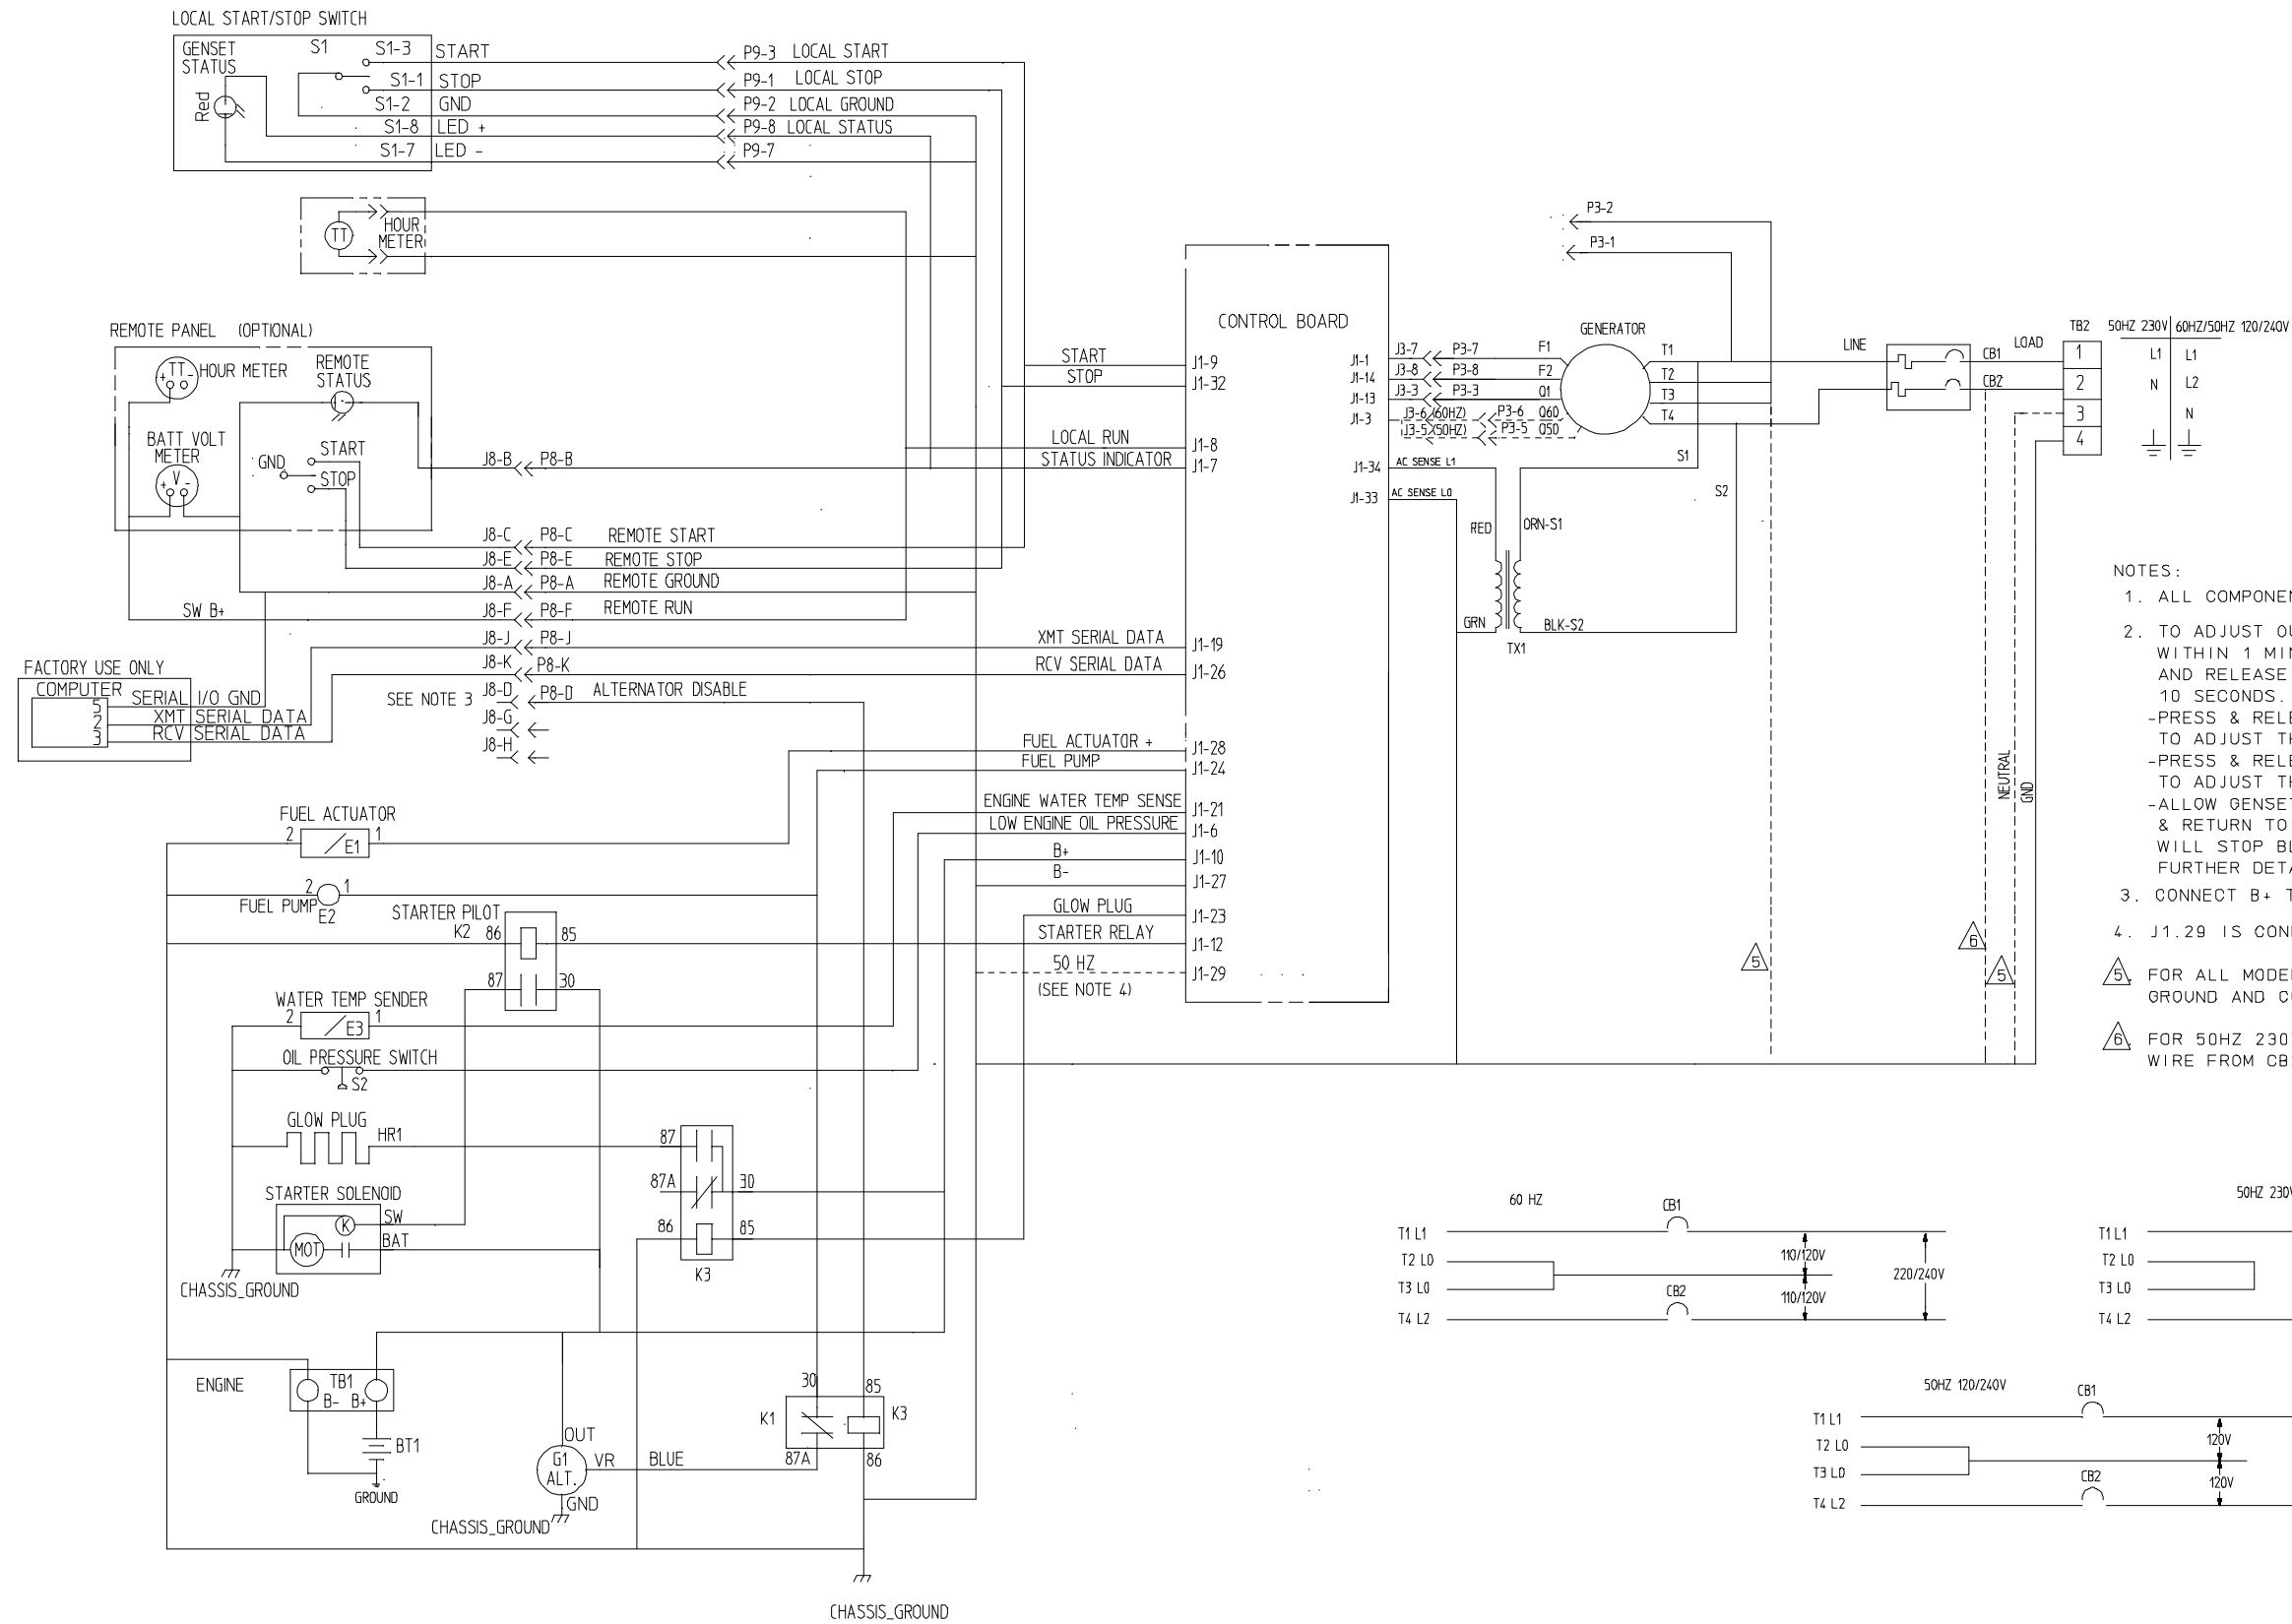 LOCAL START/STOP SWITCH
GENSET
STATUS
Red
S1
S1-3 START
S1-1 STOP
S1-2 GND
S1-8 LED +
S1-7 LED -
P9-3 LOCAL START
P9-1 LOCAL STOP
P9-2 LOCAL GROUND
P9-8 LOCAL STATUS
P9-7
TT
HOUR
METER
REMOTE PANEL (OPTIONAL)
TT
+ -
HOUR METER
REMOTE
STATUS
BATT VOLT
METER
V
+ -
GND
START
STOP
SW B+
J8-B P8-B
J8-C P8-C REMOTE START
J8-E P8-E REMOTE STOP
J8-A P8-A REMOTE GROUND
J8-F P8-F REMOTE RUN
J8-J P8-J
J8-K P8-K
J8-D P8-D ALTERNATOR DISABLE
J8-G
J8-H
SEE NOTE 3
FACTORY USE ONLY
COMPUTER
5 SERIAL I/O GND
2 XMT SERIAL DATA
3 RCV SERIAL DATA
CONTROL BOARD
START J1-9
STOP J1-32
LOCAL RUN J1-8
STATUS INDICATOR J1-7
XMT SERIAL DATA J1-19
RCV SERIAL DATA J1-26
FUEL ACTUATOR + J1-28
FUEL PUMP J1-24
ENGINE WATER TEMP SENSE J1-21
LOW ENGINE OIL PRESSURE J1-6
B+ J1-10
B- J1-27
GLOW PLUG J1-23
STARTER RELAY J1-12
50 HZ J1-29
(SEE NOTE 4)
P3-2
P3-1
GENERATOR
J1-1 J3-7 P3-7 F1
J1-14 J3-8 P3-8 F2
J1-13 J3-3 P3-3 Q1
J1-3 J3-6 (60HZ) P3-6 Q60
J3-5 (50HZ) P3-5 Q50
J1-34 AC SENSE L1
J1-33 AC SENSE L0
T1
T2
T3
T4
S1
S2
RED
ORN-S1
GRN
BLK-S2
TX1
LINE
CB1
CB2
LOAD
TB2
1
2
3
4
50HZ 230V 60HZ/50HZ 120/240V
L1 L1
N L2
N
NEUTRAL
GND
5
6
5
NOTES:
1. ALL COMPONEN
2. TO ADJUST OU
WITHIN 1 MIN
AND RELEASE
10 SECONDS.
-PRESS & RELE
TO ADJUST TH
-PRESS & RELE
TO ADJUST TH
-ALLOW GENSET
& RETURN TO
WILL STOP BL
FURTHER DETA
3. CONNECT B+ T
4. J1.29 IS CONN
5. FOR ALL MODEL
GROUND AND CO
6. FOR 50HZ 230V
WIRE FROM CB
FUEL ACTUATOR
2 E1 1
2 1
FUEL PUMP E2
STARTER PILOT
K2 86 85
87 30
WATER TEMP SENDER
2 E3 1
OIL PRESSURE SWITCH
S2
GLOW PLUG
HR1
STARTER SOLENOID
K SW
MOT BAT
CHASSIS_GROUND
87
87A 30
86 85
K3
ENGINE
TB1
B- B+
BT1
GROUND
OUT
G1
ALT.
VR BLUE
GND
CHASSIS_GROUND
30 85
K1 K3
87A 86
CHASSIS_GROUND
60 HZ
CB1
T1 L1
T2 L0
T3 L0
T4 L2
CB2
110/120V
110/120V
220/240V
50HZ 230V
T1 L1
T2 L0
T3 L0
T4 L2
50HZ 120/240V
CB1
T1 L1
T2 L0
T3 L0
T4 L2
CB2
120V
120V